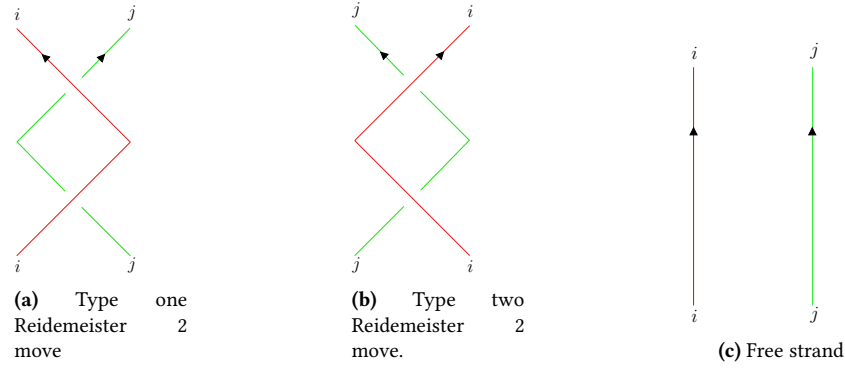 i j
i j
(a) Type one
Reidemeister 2
move
j i
j i
(b) Type two
Reidemeister 2
move.
i j
i j
(c) Free strand